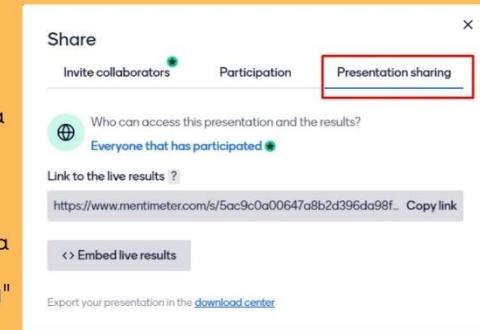 Share
Invite collaborators Participation Presentation sharing
Who can access this presentation and the results?
Everyone that has participated
Link to the live results ?
https://www.mentimeter.com/s/5ac9c0a00647a8b2d396da98f... Copy link
<> Embed live results
Export your presentation in the download center